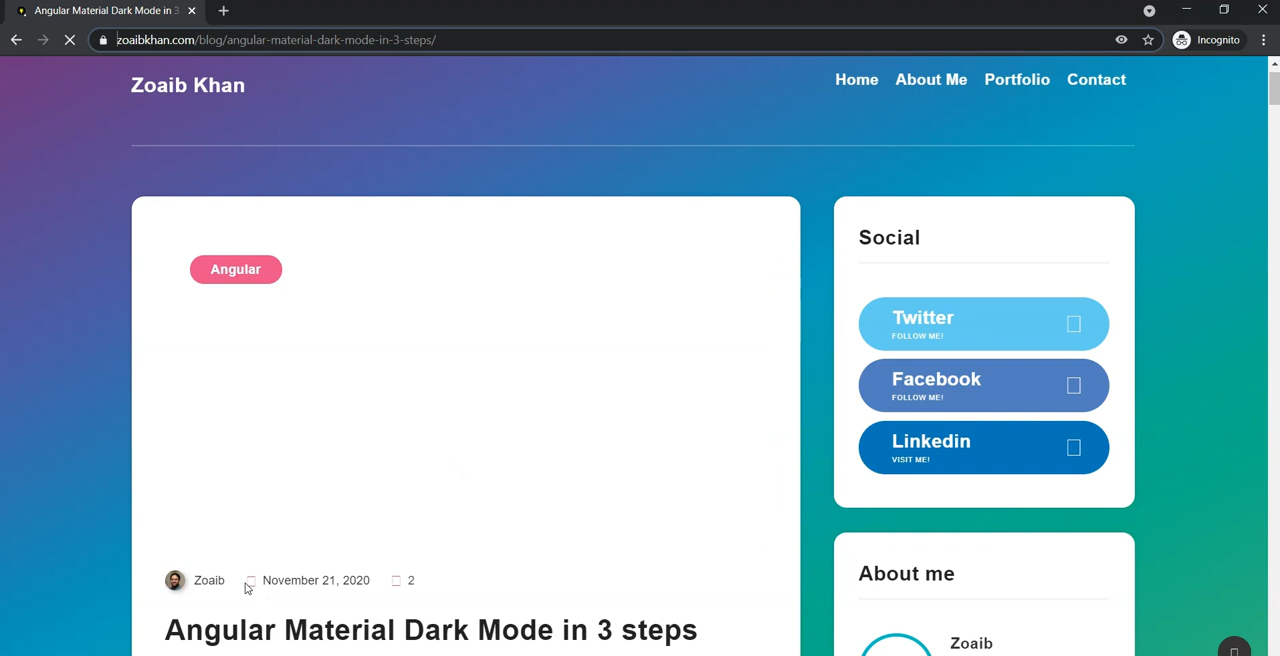 Angular Material Dark Mode in 3
zoaibkhan.com/blog/angular-material-dark-mode-in-3-steps/
Incognito
Zoaib Khan
Home About Me Portfolio Contact
Angular
Social
Twitter
FOLLOW ME!
Facebook
FOLLOW ME!
Linkedin
VISIT ME!
Zoaib November 21, 2020 2
Angular Material Dark Mode in 3 steps
About me
Zoaib